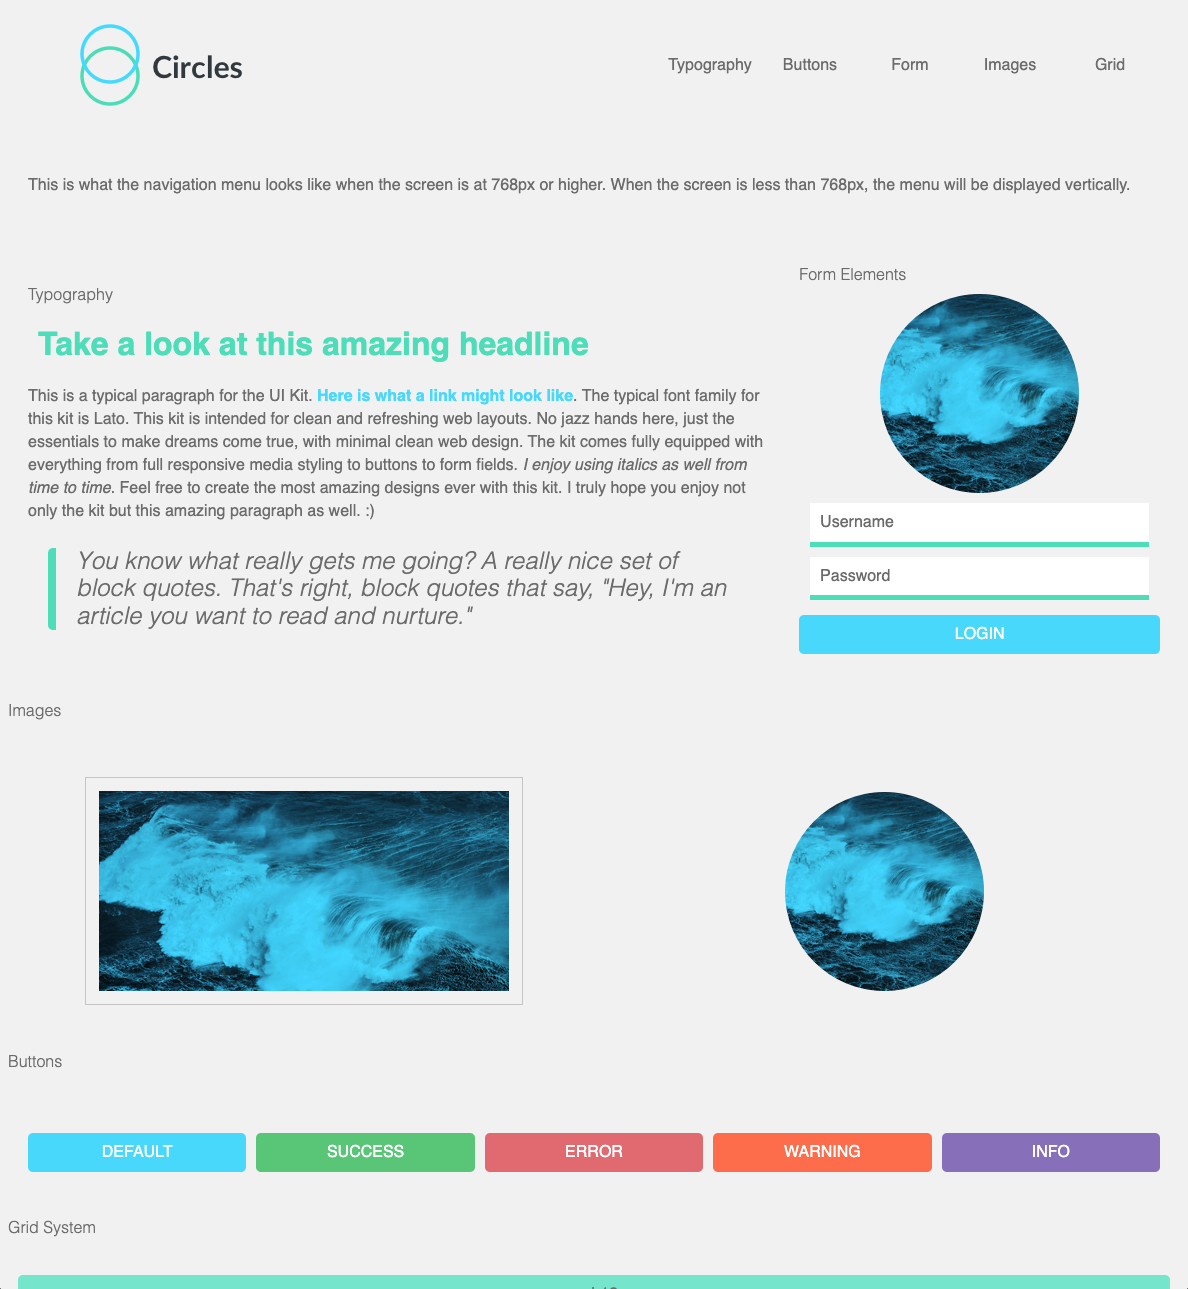 Circles
Typography Buttons Form Images Grid
This is what the navigation menu looks like when the screen is at 768px or higher. When the screen is less than 768px, the menu will be displayed vertically.
Typography
Take a look at this amazing headline
This is a typical paragraph for the UI Kit. Here is what a link might look like. The typical font family for
this kit is Lato. This kit is intended for clean and refreshing web layouts. No jazz hands here, just the
essentials to make dreams come true, with minimal clean web design. The kit comes fully equipped with
everything from full responsive media styling to buttons to form fields. I enjoy using italics as well from
time to time. Feel free to create the most amazing designs ever with this kit. I truly hope you enjoy not
only the kit but this amazing paragraph as well. :)
You know what really gets me going? A really nice set of
block quotes. That's right, block quotes that say, "Hey, I'm an
article you want to read and nurture."
Form Elements
Username
Password
LOGIN
Images
Buttons
DEFAULT SUCCESS ERROR WARNING INFO
Grid System